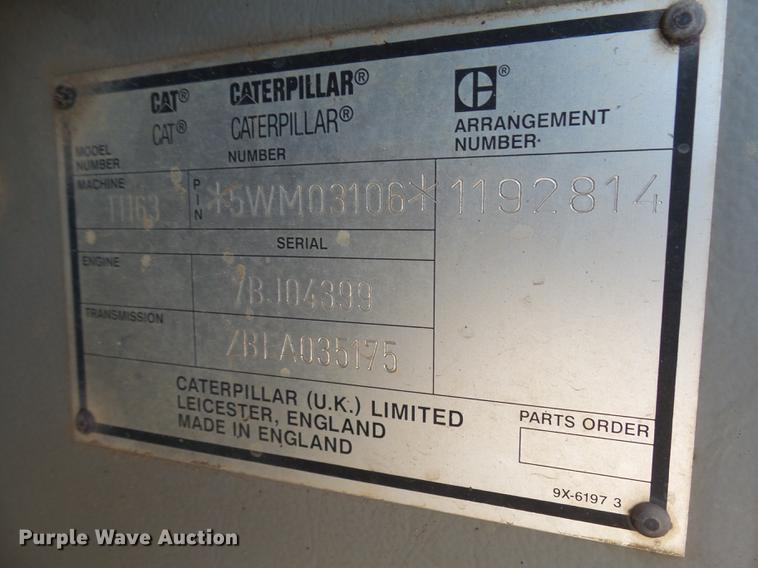 CAT® CATERPILLAR®
CAT® CATERPILLAR® ARRANGEMENT
MODEL NUMBER NUMBER NUMBER
MACHINE TH63 PIN *5WM03106* 1192814
SERIAL
ENGINE 7BJ04399
TRANSMISSION ZBEA035175
CATERPILLAR (U.K.) LIMITED
LEICESTER, ENGLAND
MADE IN ENGLAND
PARTS ORDER
9X-6197 3
Purple Wave Auction